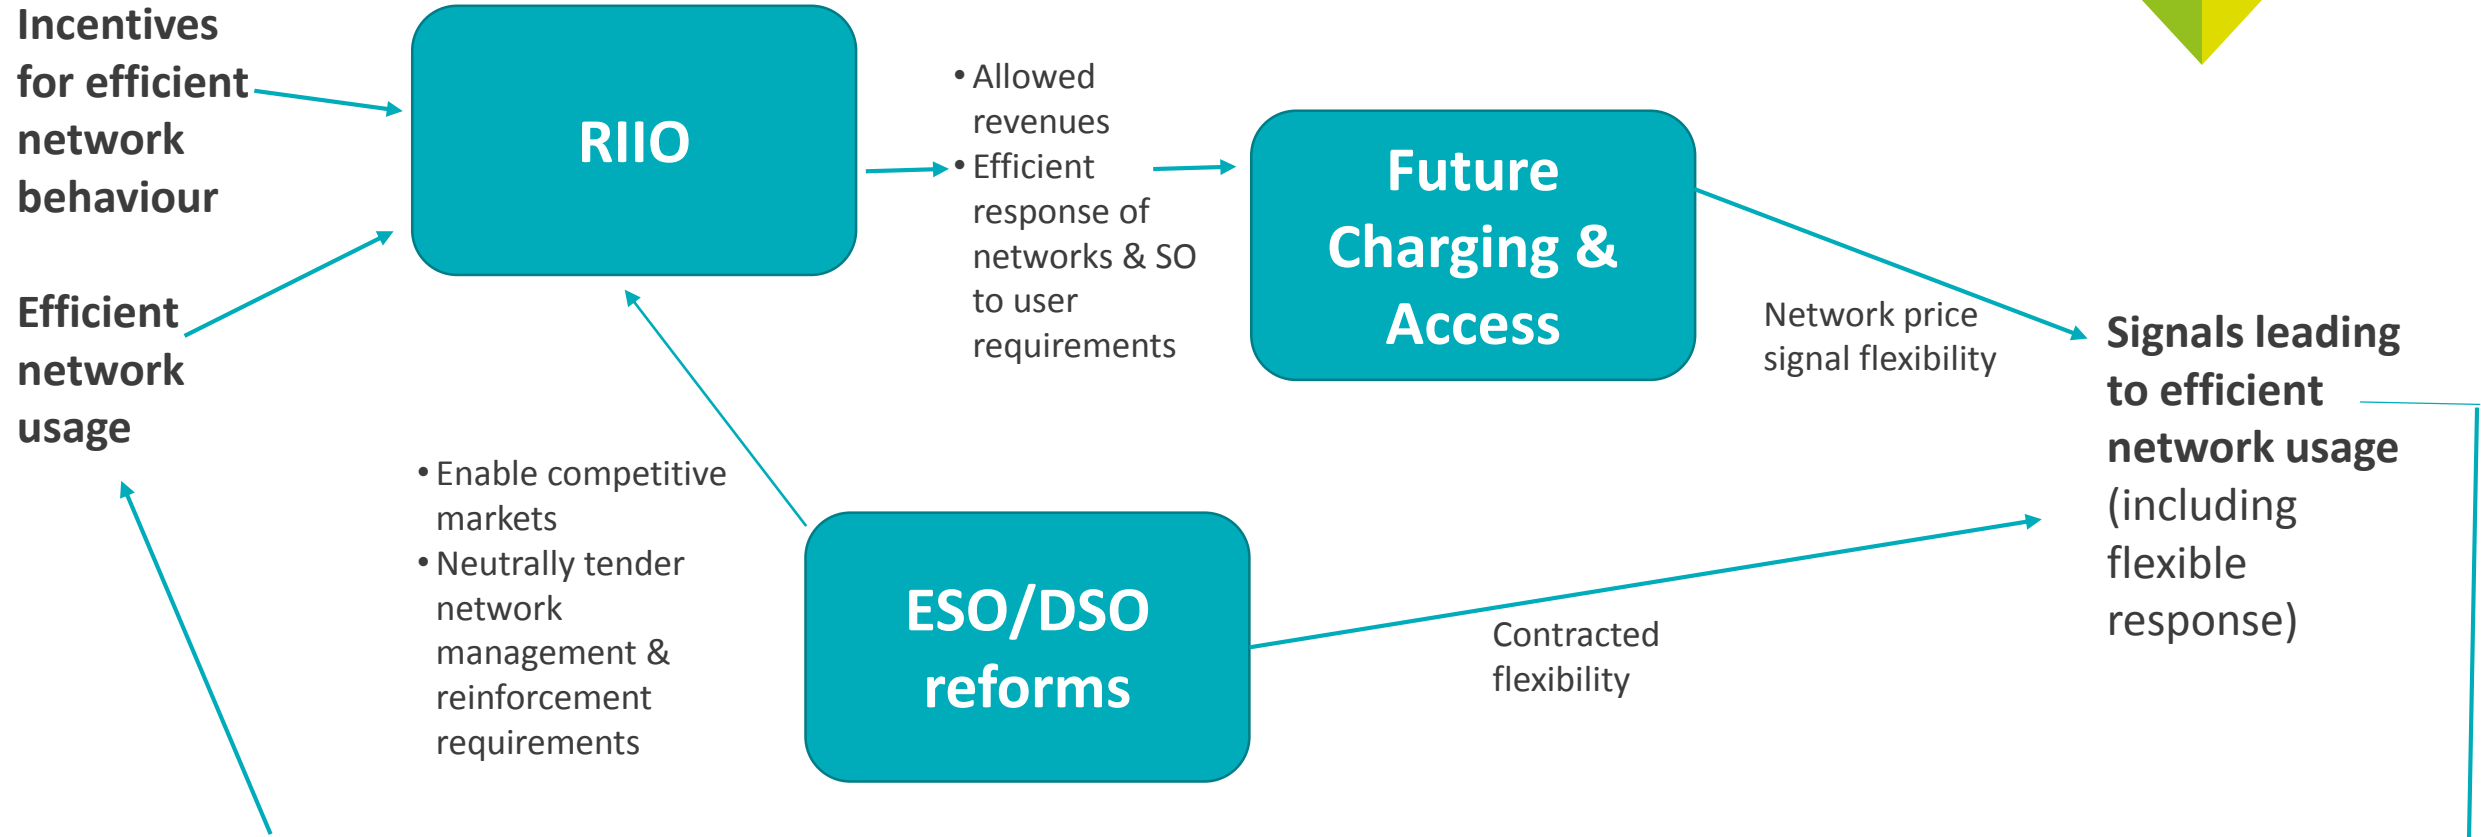 Incentives
for efficient
network
behaviour
Efficient
network
usage
RIIO
• Allowed
revenues
• Efficient
response of
networks & SO
to user
requirements
Future
Charging &
Access
Network price
signal flexibility
Signals leading
to efficient
network usage
(including
flexible
response)
• Enable competitive
markets
• Neutrally tender
network
management &
reinforcement
requirements
ESO/DSO
reforms
Contracted
flexibility